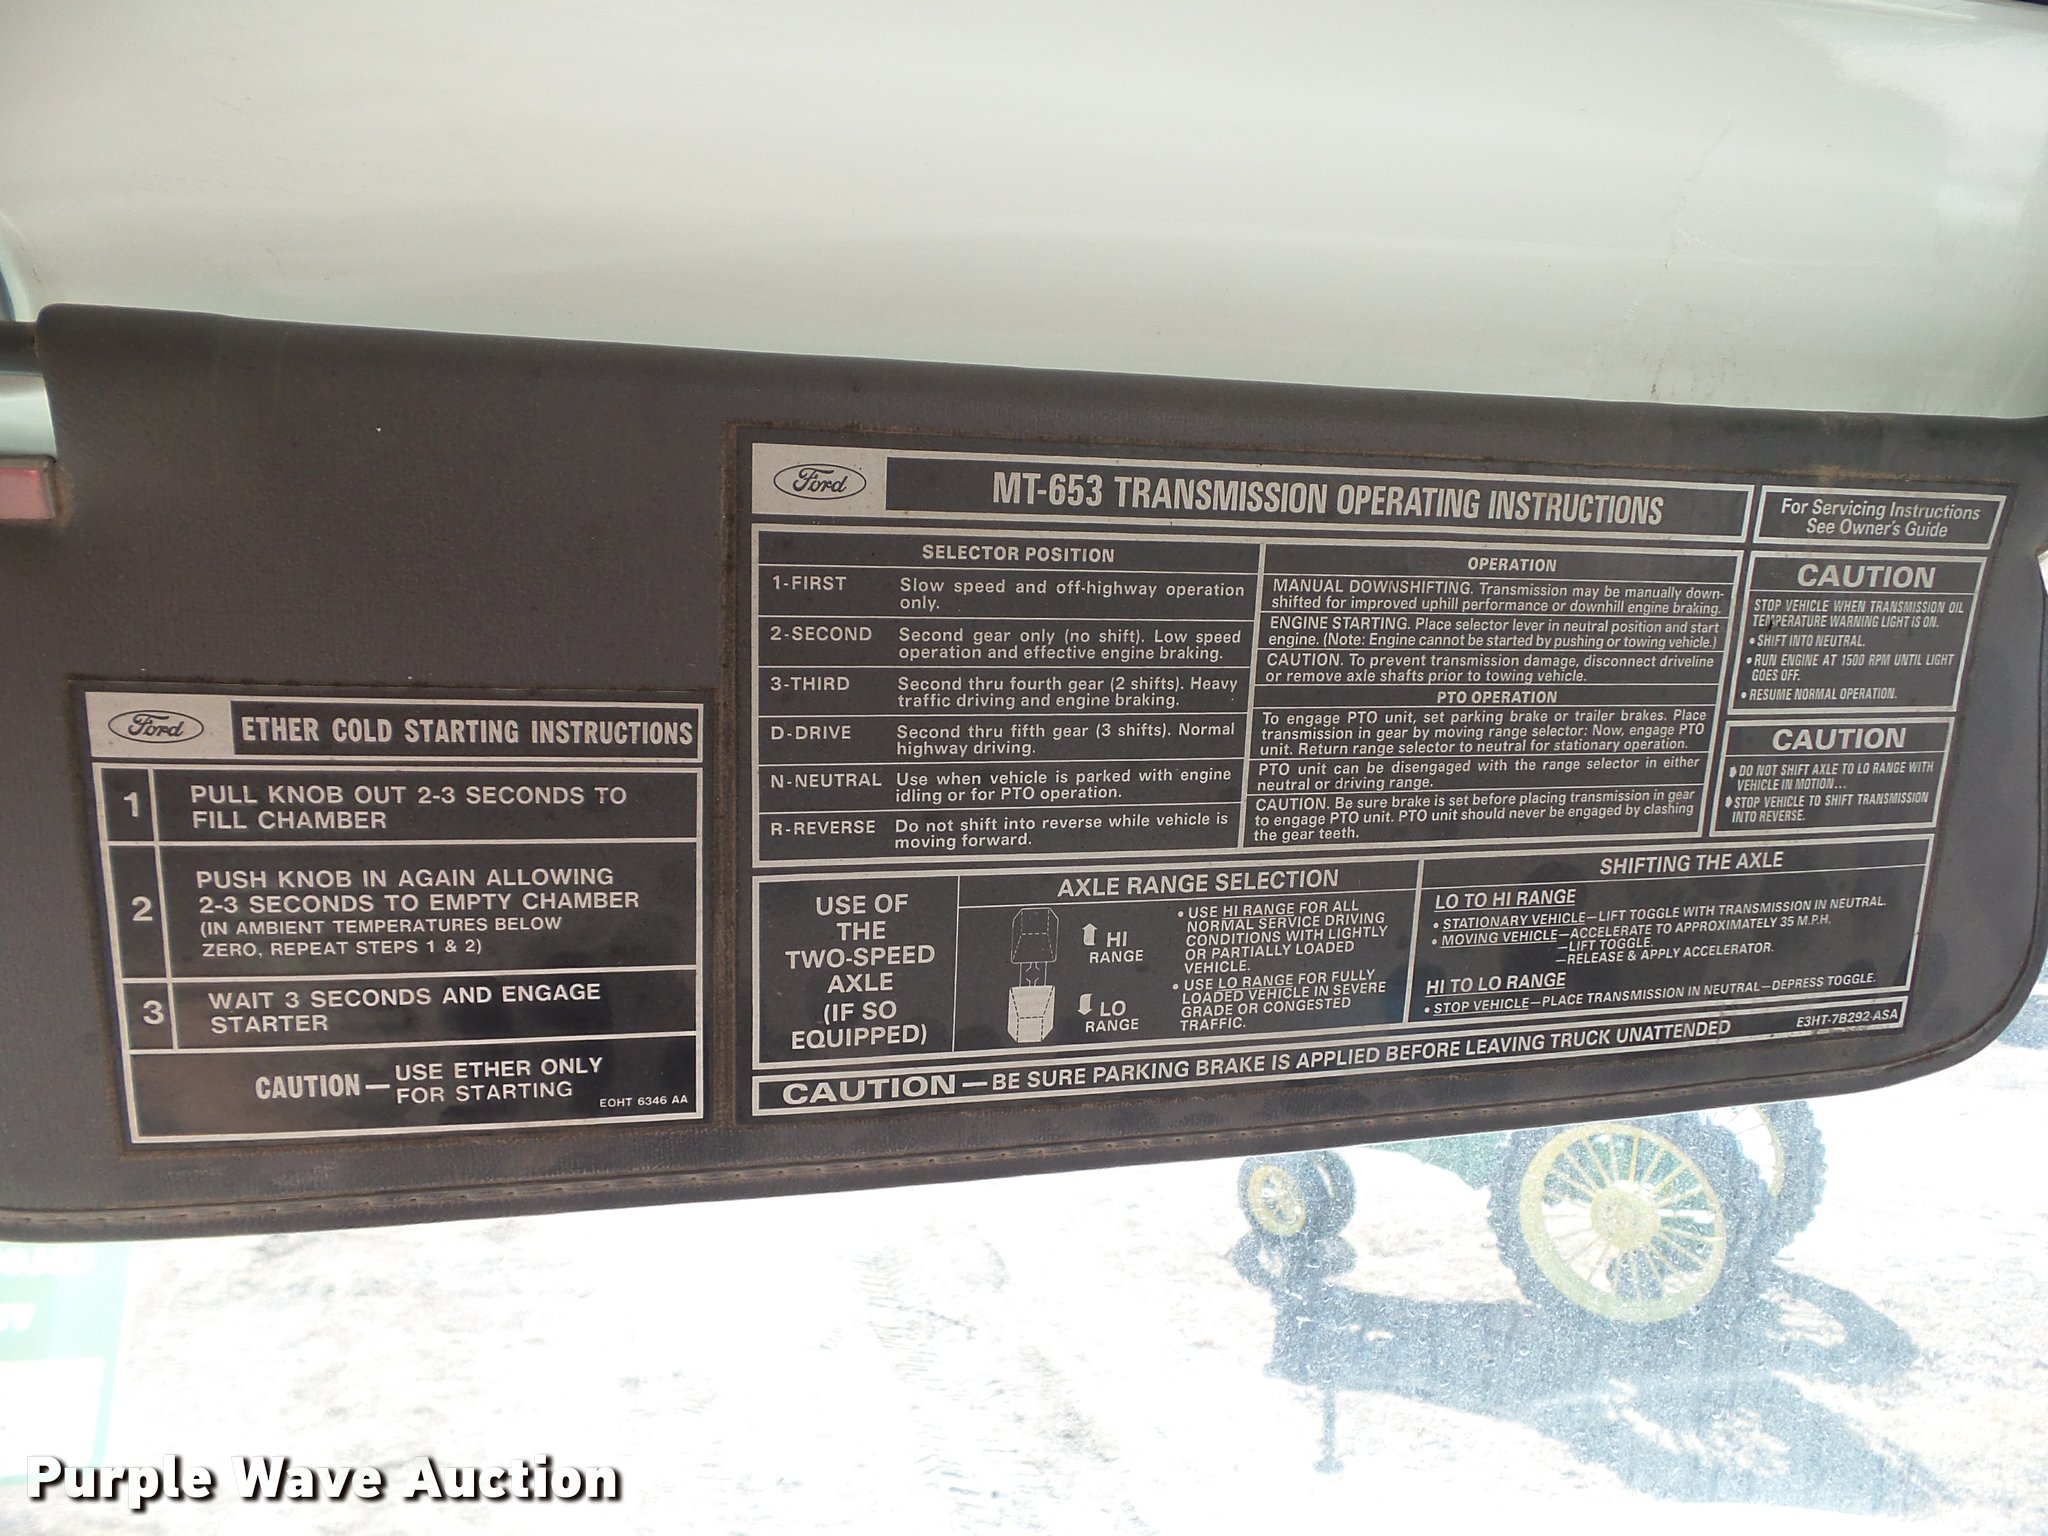 Ford
ETHER COLD STARTING INSTRUCTIONS
1
PULL KNOB OUT 2-3 SECONDS TO
FILL CHAMBER
2
PUSH KNOB IN AGAIN ALLOWING
2-3 SECONDS TO EMPTY CHAMBER
(IN AMBIENT TEMPERATURES BELOW
ZERO, REPEAT STEPS 1 & 2)
3
WAIT 3 SECONDS AND ENGAGE
STARTER
CAUTION — USE ETHER ONLY
FOR STARTING
EOHT 6346 AA
Ford
MT-653 TRANSMISSION OPERATING INSTRUCTIONS
SELECTOR POSITION
1-FIRST Slow speed and off-highway operation
only.
2-SECOND Second gear only (no shift). Low speed
operation and effective engine braking.
3-THIRD Second thru fourth gear (2 shifts). Heavy
traffic driving and engine braking.
D-DRIVE Second thru fifth gear (3 shifts). Normal
highway driving.
N-NEUTRAL Use when vehicle is parked with engine
idling or for PTO operation.
R-REVERSE Do not shift into reverse while vehicle is
moving forward.
OPERATION
MANUAL DOWNSHIFTING. Transmission may be manually down-
shifted for improved uphill performance or downhill engine braking.
ENGINE STARTING. Place selector lever in neutral position and start
engine. (Note: Engine cannot be started by pushing or towing vehicle.)
CAUTION. To prevent transmission damage, disconnect driveline
or remove axle shafts prior to towing vehicle.
PTO OPERATION
To engage PTO unit, set parking brake or trailer brakes. Place
transmission in gear by moving range selector: Now, engage PTO
unit. Return range selector to neutral for stationary operation.
PTO unit can be disengaged with the range selector in either
neutral or driving range.
CAUTION. Be sure brake is set before placing transmission in gear
to engage PTO unit. PTO unit should never be engaged by clashing
the gear teeth.
For Servicing Instructions
See Owner's Guide
CAUTION
STOP VEHICLE WHEN TRANSMISSION OIL
TEMPERATURE WARNING LIGHT IS ON.
• SHIFT INTO NEUTRAL.
• RUN ENGINE AT 1500 RPM UNTIL LIGHT
GOES OFF.
• RESUME NORMAL OPERATION.
CAUTION
DO NOT SHIFT AXLE TO LO RANGE WITH
VEHICLE IN MOTION...
STOP VEHICLE TO SHIFT TRANSMISSION
INTO REVERSE.
USE OF
THE
TWO-SPEED
AXLE
(IF SO
EQUIPPED)
AXLE RANGE SELECTION
HI
RANGE
LO
RANGE
• USE HI RANGE FOR ALL
NORMAL SERVICE DRIVING
CONDITIONS WITH LIGHTLY
OR PARTIALLY LOADED
VEHICLE.
• USE LO RANGE FOR FULLY
LOADED VEHICLE IN SEVERE
GRADE OR CONGESTED
TRAFFIC.
SHIFTING THE AXLE
LO TO HI RANGE
• STATIONARY VEHICLE—LIFT TOGGLE WITH TRANSMISSION IN NEUTRAL.
• MOVING VEHICLE—ACCELERATE TO APPROXIMATELY 35 M.P.H.
—LIFT TOGGLE.
—RELEASE & APPLY ACCELERATOR.
HI TO LO RANGE
• STOP VEHICLE—PLACE TRANSMISSION IN NEUTRAL—DEPRESS TOGGLE.
CAUTION—BE SURE PARKING BRAKE IS APPLIED BEFORE LEAVING TRUCK UNATTENDED
E3HT-7B292-ASA
Purple Wave Auction